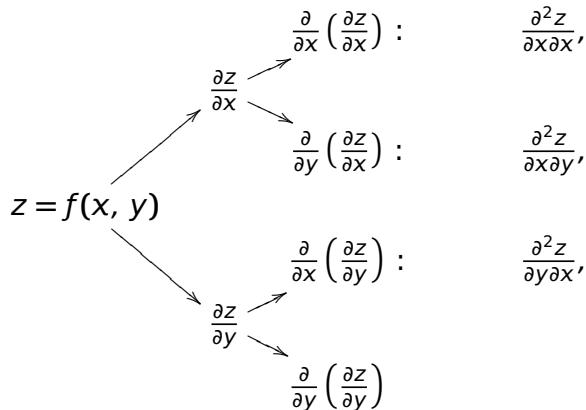 ∂/∂x (∂z/∂x) : ∂²z/∂x∂x,
∂z/∂x
∂/∂y (∂z/∂x) : ∂²z/∂x∂y,
z = f(x, y)
∂/∂x (∂z/∂y) : ∂²z/∂y∂x,
∂z/∂y
∂/∂y (∂z/∂y)